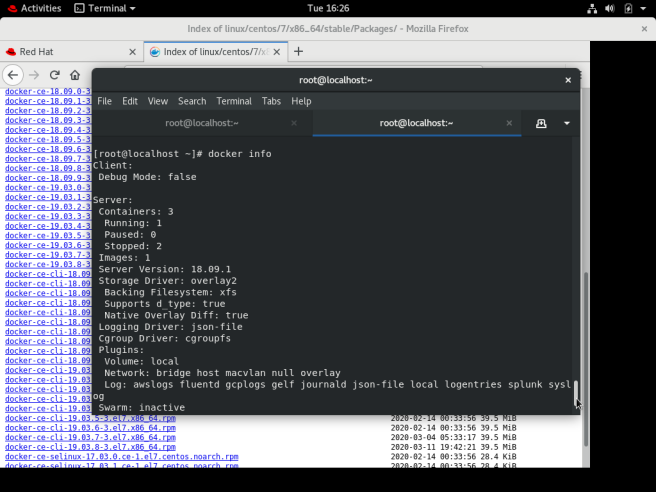 Activities Terminal Tue 16:26
Index of linux/centos/7/x86_64/stable/Packages/ - Mozilla Firefox
Red Hat
Index of linux/centos/7/x
docker-ce-18.09.0-3
docker-ce-18.09.1-3
docker-ce-18.09.2-3
docker-ce-18.09.3-3
docker-ce-18.09.4-3
docker-ce-18.09.5-3
docker-ce-18.09.6-3
docker-ce-18.09.7-3
docker-ce-18.09.8-3
docker-ce-18.09.9-3
docker-ce-19.03.0-3
docker-ce-19.03.1-3
docker-ce-19.03.2-3
docker-ce-19.03.3-3
docker-ce-19.03.4-3
docker-ce-19.03.5-3
docker-ce-19.03.6-3
docker-ce-19.03.7-3
docker-ce-19.03.8-3
docker-ce-cli-18.09
docker-ce-cli-18.09
docker-ce-cli-18.09
docker-ce-cli-18.09
docker-ce-cli-18.09
docker-ce-cli-18.09
docker-ce-cli-18.09
docker-ce-cli-18.09
docker-ce-cli-18.09
docker-ce-cli-18.09
docker-ce-cli-19.03
docker-ce-cli-19.03
docker-ce-cli-19.03
docker-ce-cli-19.03
docker-ce-cli-19.03
root@localhost:~
File Edit View Search Terminal Tabs Help
root@localhost:~ root@localhost:~
[root@localhost ~]# docker info
Client:
Debug Mode: false
Server:
Containers: 3
Running: 1
Paused: 0
Stopped: 2
Images: 1
Server Version: 18.09.1
Storage Driver: overlay2
Backing Filesystem: xfs
Supports d_type: true
Native Overlay Diff: true
Logging Driver: json-file
Cgroup Driver: cgroupfs
Plugins:
Volume: local
Network: bridge host macvlan null overlay
Log: awslogs fluentd gcplogs gelf journald json-file local logentries splunk sysl
og
Swarm: inactive
docker-ce-cli-19.03.5-3.el7.x86_64.rpm 2020-02-14 00:33:56 39.5 MiB
docker-ce-cli-19.03.6-3.el7.x86_64.rpm 2020-02-14 00:33:56 39.5 MiB
docker-ce-cli-19.03.7-3.el7.x86_64.rpm 2020-03-04 05:33:17 39.5 MiB
docker-ce-cli-19.03.8-3.el7.x86_64.rpm 2020-03-11 19:42:21 39.5 MiB
docker-ce-selinux-17.03.0.ce-1.el7.centos.noarch.rpm 2020-02-14 00:33:56 28.4 KiB
docker-ce-selinux-17.03.1.ce-1.el7.centos.noarch.rpm 2020-02-14 00:33:56 28.4 KiB